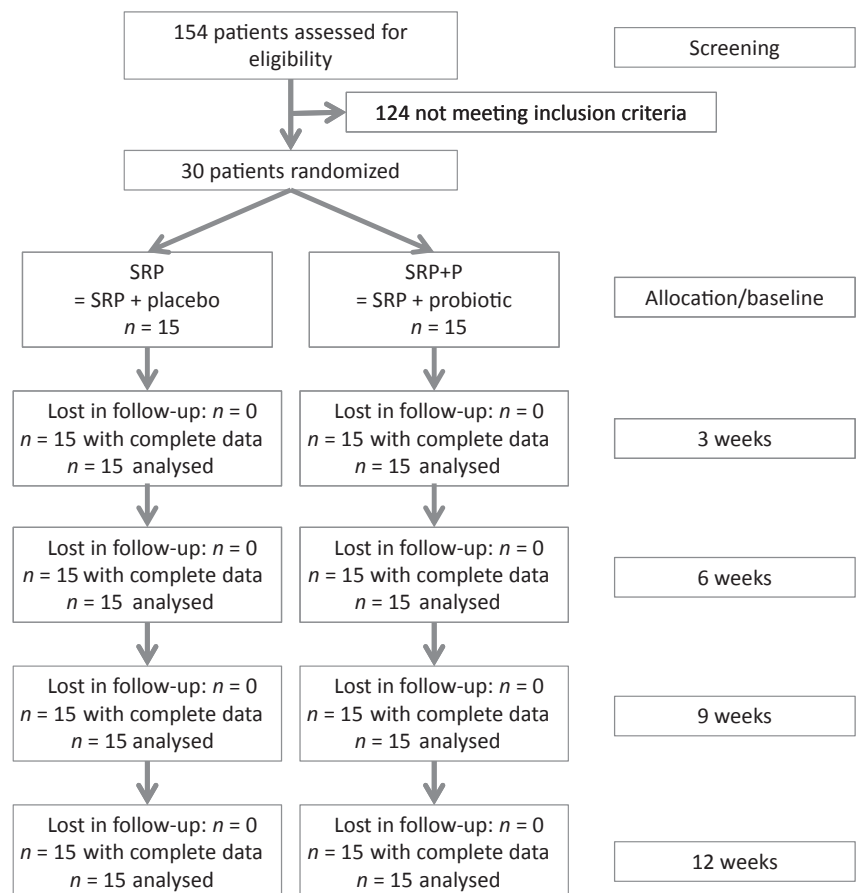 154 patients assessed for
eligibility
Screening
124 not meeting inclusion criteria
30 patients randomized
SRP
= SRP + placebo
n = 15
SRP+P
= SRP + probiotic
n = 15
Allocation/baseline
Lost in follow-up: n = 0
n = 15 with complete data
n = 15 analysed
Lost in follow-up: n = 0
n = 15 with complete data
n = 15 analysed
3 weeks
Lost in follow-up: n = 0
n = 15 with complete data
n = 15 analysed
Lost in follow-up: n = 0
n = 15 with complete data
n = 15 analysed
6 weeks
Lost in follow-up: n = 0
n = 15 with complete data
n = 15 analysed
Lost in follow-up: n = 0
n = 15 with complete data
n = 15 analysed
9 weeks
Lost in follow-up: n = 0
n = 15 with complete data
n = 15 analysed
Lost in follow-up: n = 0
n = 15 with complete data
n = 15 analysed
12 weeks